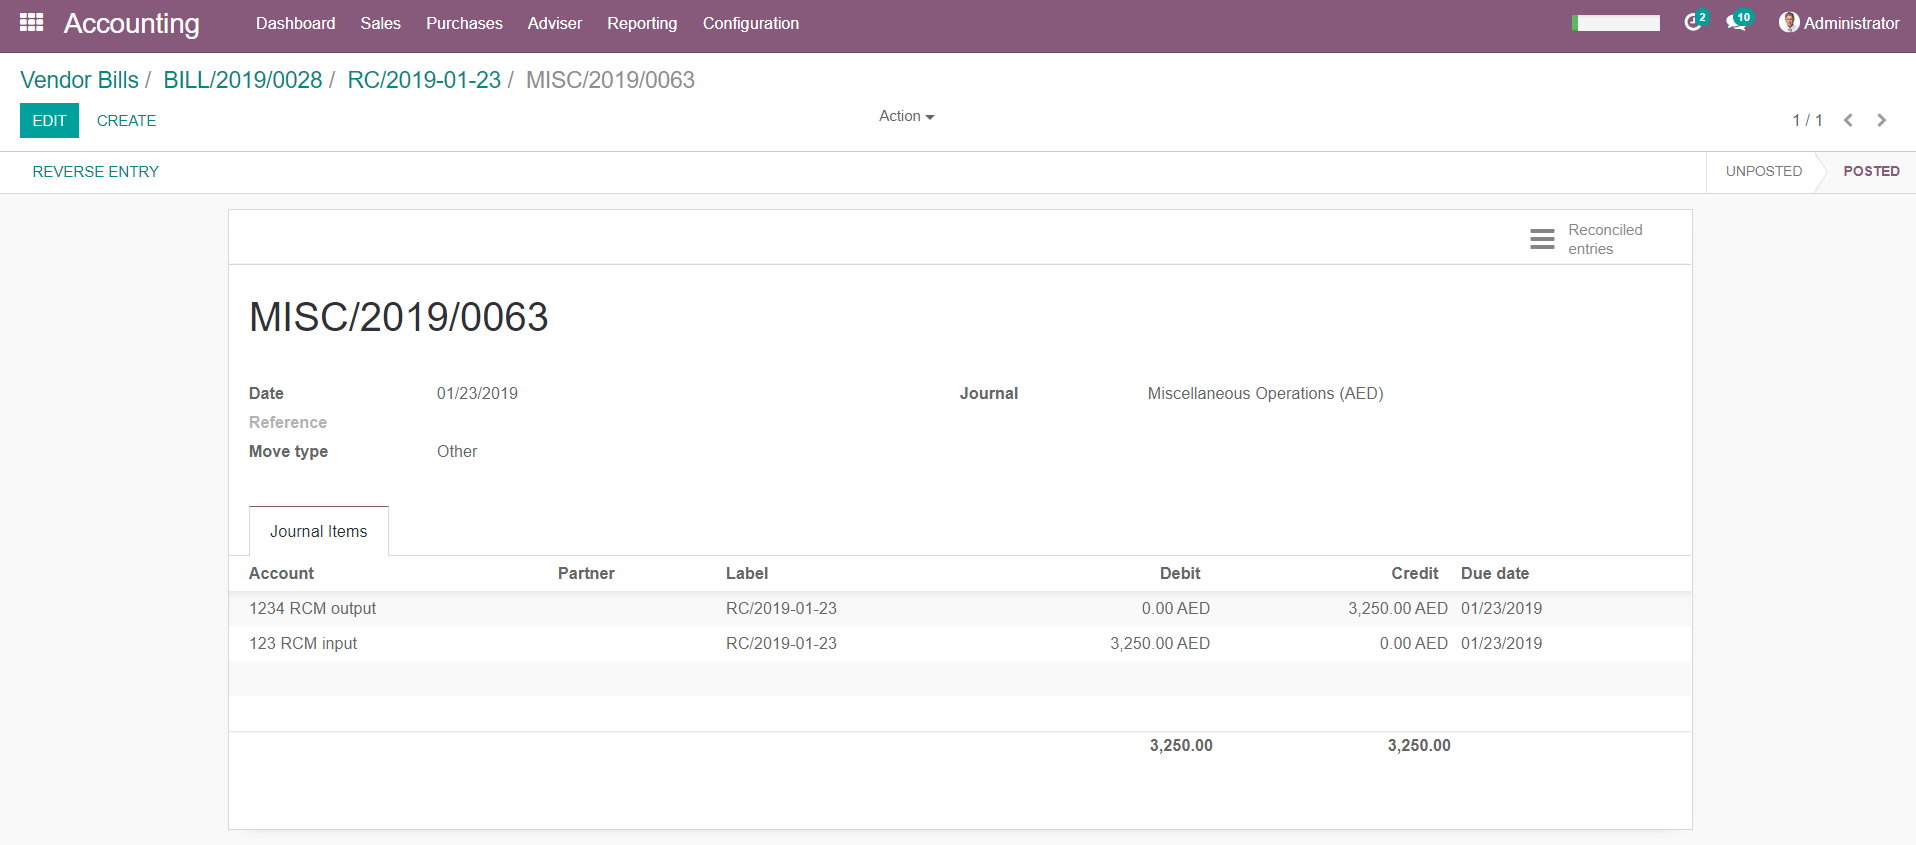 Accounting Dashboard Sales Purchases Adviser Reporting Configuration 2 10 Administrator
Vendor Bills / BILL/2019/0028 / RC/2019-01-23 / MISC/2019/0063
EDIT CREATE Action 1 / 1
REVERSE ENTRY UNPOSTED POSTED
Reconciled
entries
MISC/2019/0063
Date 01/23/2019 Journal Miscellaneous Operations (AED)
Reference
Move type Other
Journal Items
Account Partner Label Debit Credit Due date
1234 RCM output RC/2019-01-23 0.00 AED 3,250.00 AED 01/23/2019
123 RCM input RC/2019-01-23 3,250.00 AED 0.00 AED 01/23/2019
3,250.00 3,250.00